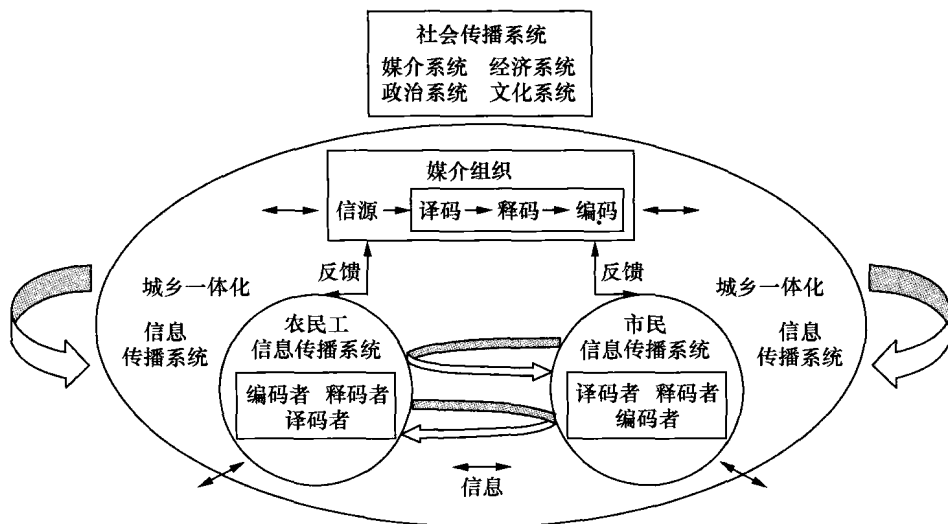 社会传播系统
媒介系统 经济系统
政治系统 文化系统
媒介组织
信源 译码 释码 编码
反馈 反馈
城乡一体化 城乡一体化
信息 信息
传播系统 传播系统
农民工 市民
信息传播系统 信息传播系统
编码者 释码者 译码者 释码者
译码者 编码者
信息